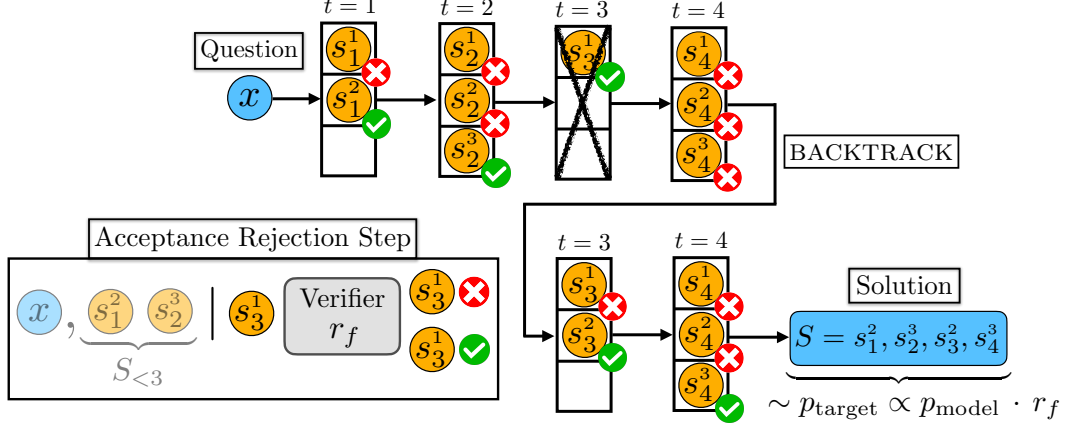 t = 1
t = 2
t = 3
t = 4
Question
x
s_1^1
s_1^2
s_2^1
s_2^2
s_2^3
s_3^1
s_4^1
s_4^2
s_4^3
BACKTRACK
Acceptance Rejection Step
x , s_1^2 s_2^3 | s_3^1
S_{<3}
Verifier
r_f
s_3^1
s_3^1
t = 3
t = 4
s_3^1
s_3^2
s_4^1
s_4^2
s_4^3
Solution
S = s_1^2, s_2^3, s_3^2, s_4^3
∼ p_target ∝ p_model · r_f